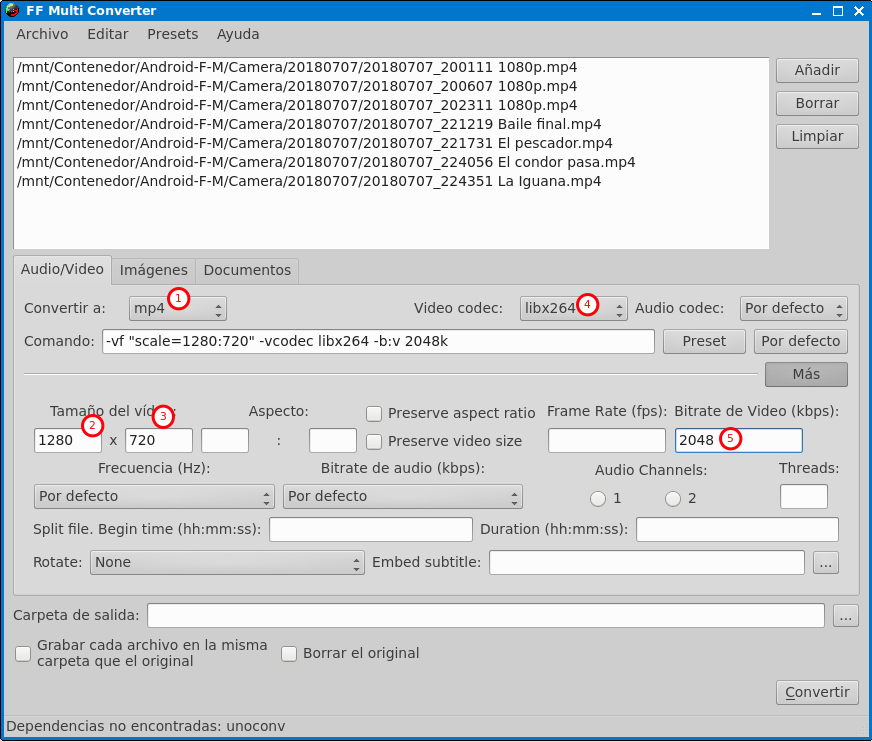 FF Multi Converter
Archivo Editar Presets Ayuda
/mnt/Contenedor/Android-F-M/Camera/20180707/20180707_200111 1080p.mp4
/mnt/Contenedor/Android-F-M/Camera/20180707/20180707_200607 1080p.mp4
/mnt/Contenedor/Android-F-M/Camera/20180707/20180707_202311 1080p.mp4
/mnt/Contenedor/Android-F-M/Camera/20180707/20180707_221219 Baile final.mp4
/mnt/Contenedor/Android-F-M/Camera/20180707/20180707_221731 El pescador.mp4
/mnt/Contenedor/Android-F-M/Camera/20180707/20180707_224056 El condor pasa.mp4
/mnt/Contenedor/Android-F-M/Camera/20180707/20180707_224351 La Iguana.mp4
Añadir
Borrar
Limpiar
Audio/Video Imágenes Documentos
Convertir a: mp4 1 Video codec: libx264 4 Audio codec: Por defecto
Comando: -vf "scale=1280:720" -vcodec libx264 -b:v 2048k Preset Por defecto
Más
Tamaño del vídeo: Aspecto: Preserve aspect ratio Frame Rate (fps): Bitrate de Video (kbps):
1280 2 x 720 3 : Preserve video size 2048 5
Frecuencia (Hz): Bitrate de audio (kbps): Audio Channels: Threads:
Por defecto Por defecto 1 2
Split file. Begin time (hh:mm:ss): Duration (hh:mm:ss):
Rotate: None Embed subtitle: ...
Carpeta de salida: ...
Grabar cada archivo en la misma
carpeta que el original
Borrar el original
Convertir
Dependencias no encontradas: unoconv